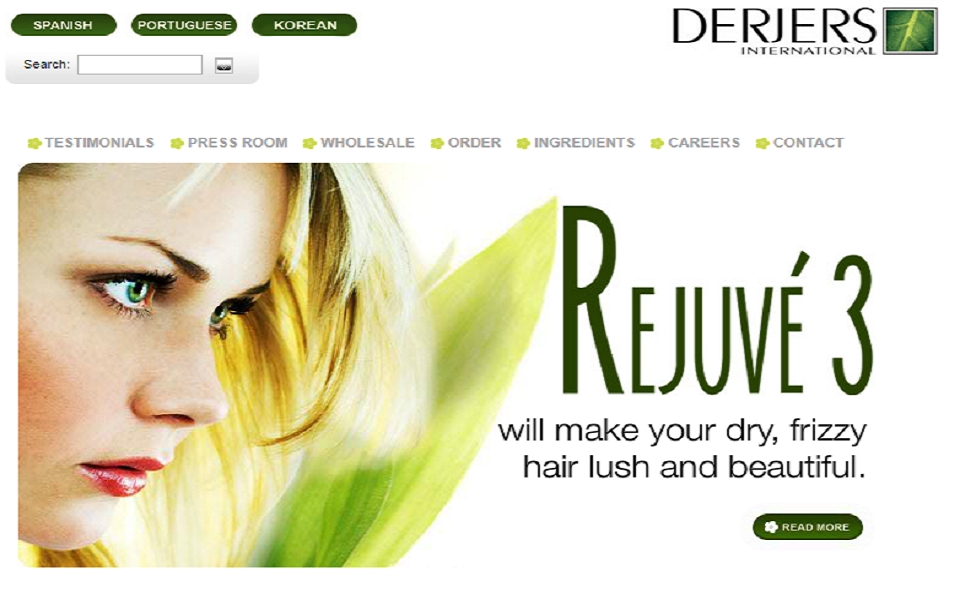 SPANISH
PORTUGUESE
KOREAN
DERJERS
INTERNATIONAL
Search:
TESTIMONIALS
PRESS ROOM
WHOLESALE
ORDER
INGREDIENTS
CAREERS
CONTACT
REJUVÉ 3
will make your dry, frizzy
hair lush and beautiful.
READ MORE